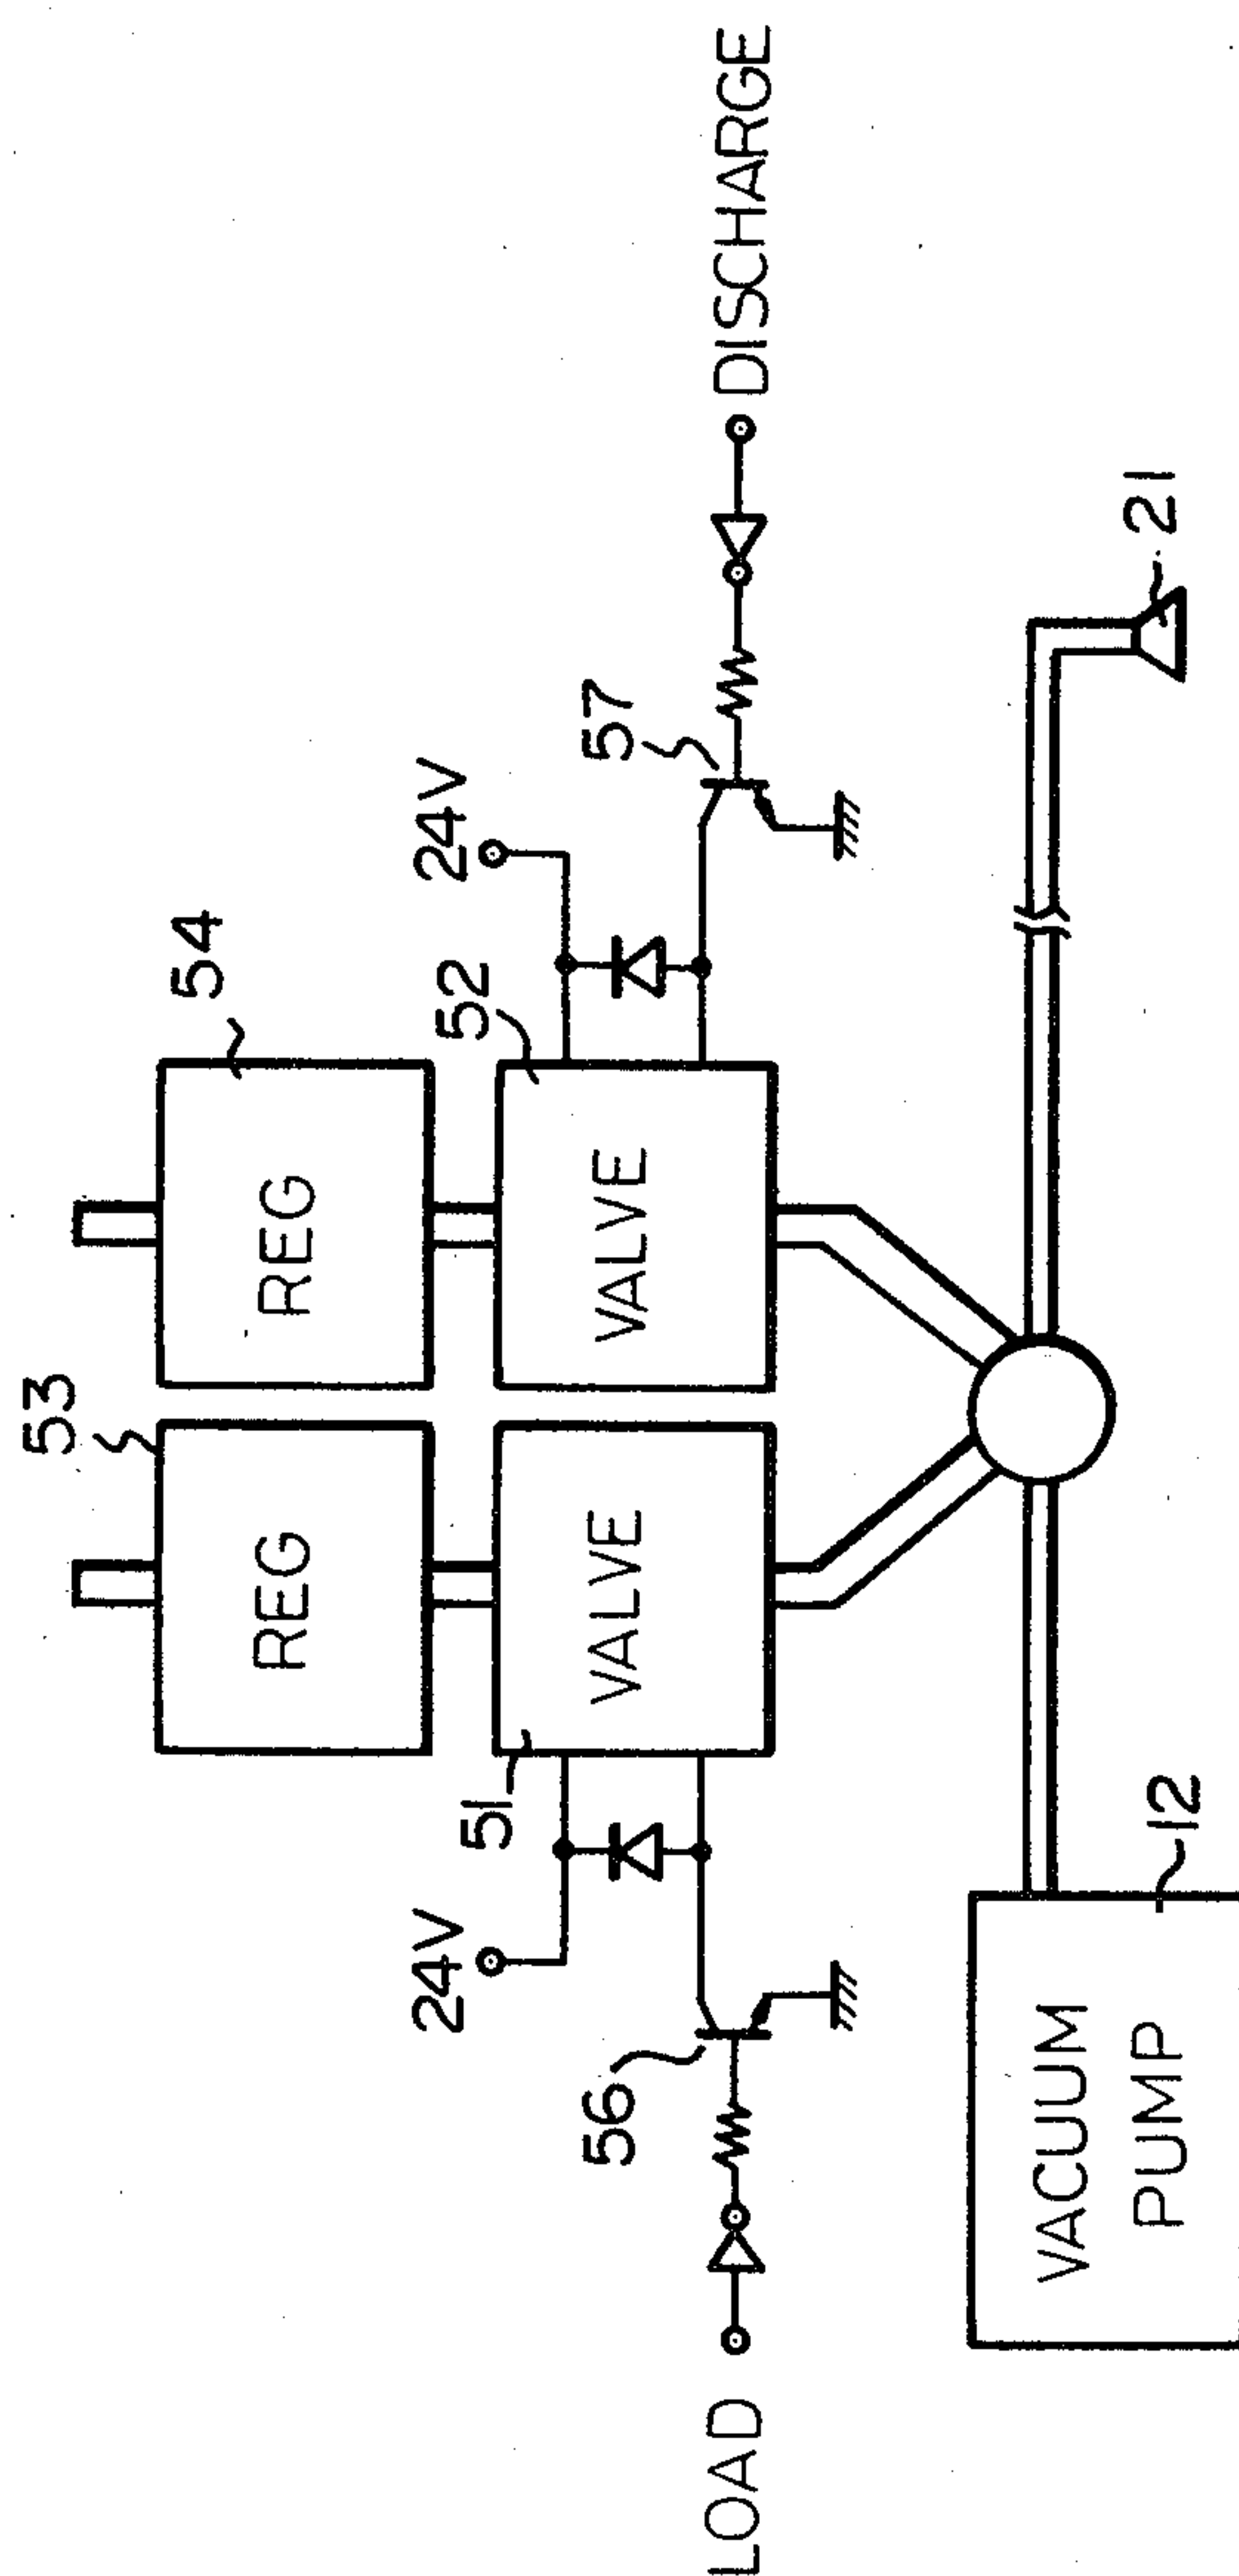 53
54
REG
REG
24V
51
52
24V
VALVE
VALVE
56
57
LOAD
DISCHARGE
VACUUM
PUMP
12
21